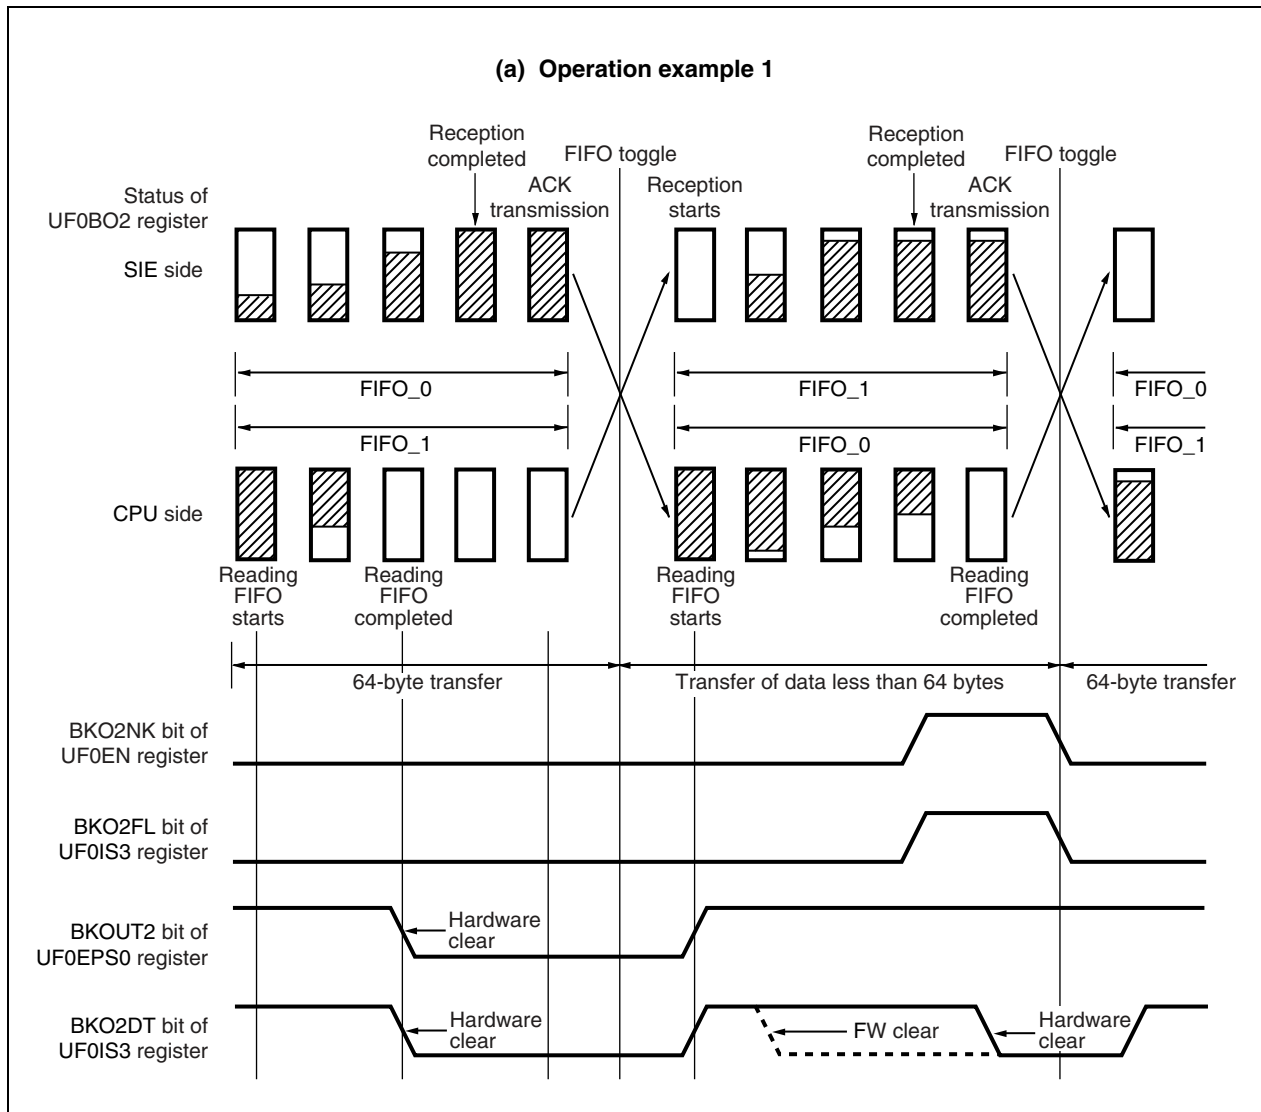 (a) Operation example 1
Reception
completed
FIFO toggle
Reception
completed
FIFO toggle
Status of
UF0BO2 register
ACK
transmission
Reception
starts
ACK
transmission
SIE side
FIFO_0
FIFO_1
FIFO_0
FIFO_1
FIFO_0
FIFO_1
CPU side
Reading
FIFO
starts
Reading
FIFO
completed
Reading
FIFO
starts
Reading
FIFO
completed
64-byte transfer
Transfer of data less than 64 bytes
64-byte transfer
BKO2NK bit of
UF0EN register
BKO2FL bit of
UF0IS3 register
BKOUT2 bit of
UF0EPS0 register
Hardware
clear
BKO2DT bit of
UF0IS3 register
Hardware
clear
FW clear
Hardware
clear